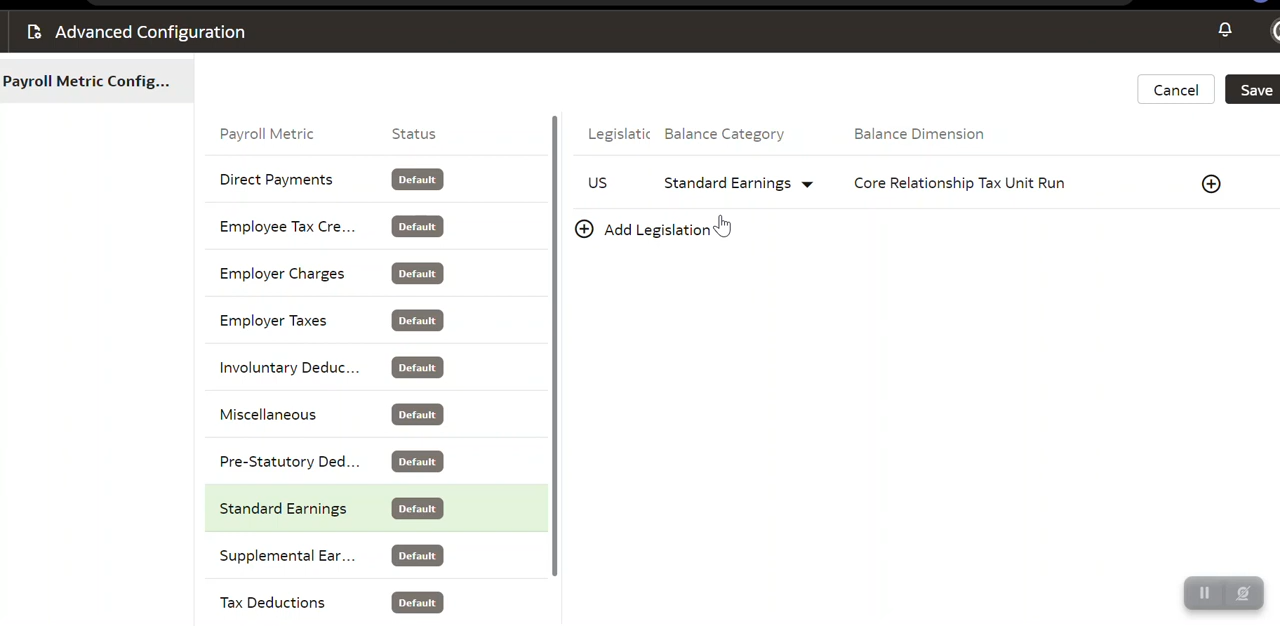 Advanced Configuration
Payroll Metric Config...
Cancel
Save
Payroll Metric Status
Direct Payments Default
Employee Tax Cre... Default
Employer Charges Default
Employer Taxes Default
Involuntary Deduc... Default
Miscellaneous Default
Pre-Statutory Ded... Default
Standard Earnings Default
Supplemental Ear... Default
Tax Deductions Default
Legislatic Balance Category Balance Dimension
US Standard Earnings Core Relationship Tax Unit Run
Add Legislation